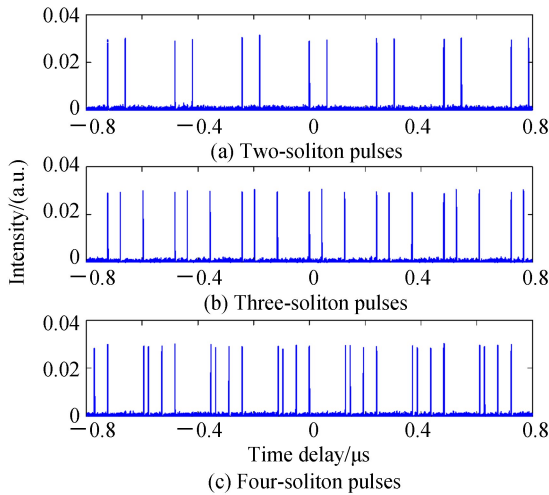 0.04
0.02
0
−0.8 −0.4 0 0.4 0.8
(a) Two-soliton pulses
Intensity/(a.u.)
0.04
0.02
0
−0.8 −0.4 0 0.4 0.8
(b) Three-soliton pulses
0.04
0.02
0
−0.8 −0.4 0 0.4 0.8
Time delay/μs
(c) Four-soliton pulses